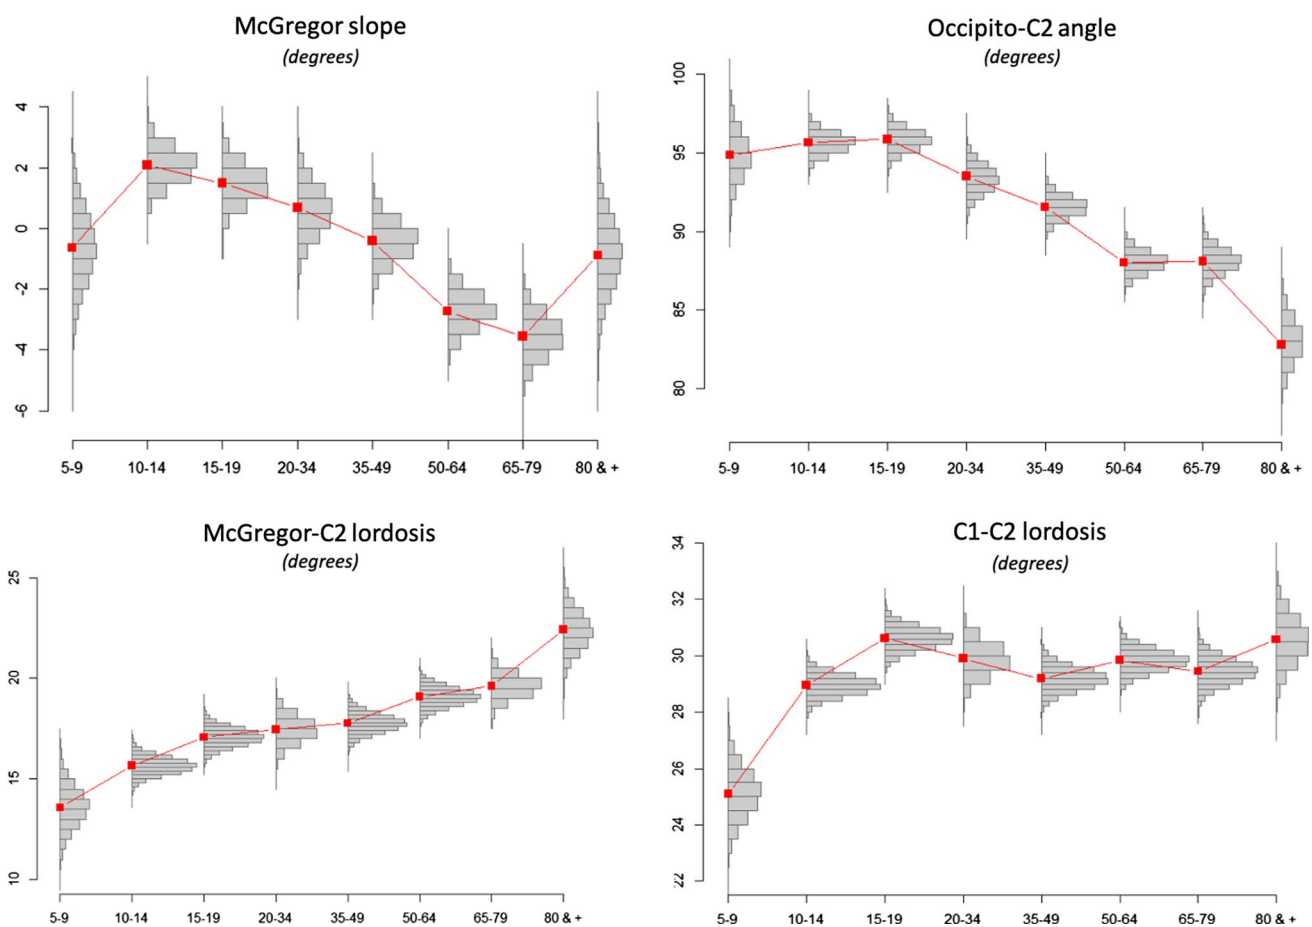 McGregor slope
(degrees)
4
2
0
-2
-4
-6
5-9 10-14 15-19 20-34 35-49 50-64 65-79 80 & +
Occipito-C2 angle
(degrees)
100
95
90
85
80
5-9 10-14 15-19 20-34 35-49 50-64 65-79 80 & +
McGregor-C2 lordosis
(degrees)
25
20
15
10
5-9 10-14 15-19 20-34 35-49 50-64 65-79 80 & +
C1-C2 lordosis
(degrees)
34
32
30
28
26
24
22
5-9 10-14 15-19 20-34 35-49 50-64 65-79 80 & +